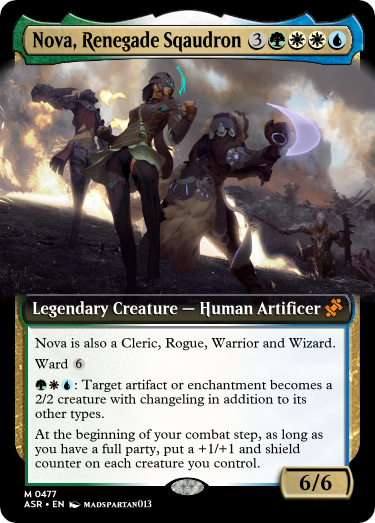 Nova, Renegade Sqaudron 3
Legendary Creature — Human Artificer
Nova is also a Cleric, Rogue, Warrior and Wizard.
Ward 6
: Target artifact or enchantment becomes a
2/2 creature with changeling in addition to its
other types.
At the beginning of your combat step, as long as
you have a full party, put a +1/+1 and shield
counter on each creature you control.
6/6
M 0477
ASR • EN MADSPARTAN013